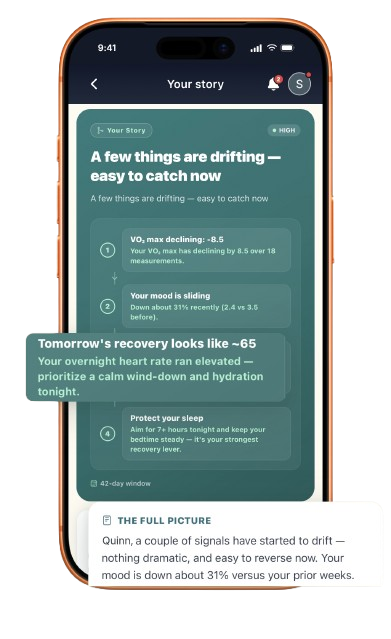 9:41
Your story
2
S
Your Story
HIGH
A few things are drifting —
easy to catch now
A few things are drifting — easy to catch now
1
VO₂ max declining: -8.5
Your VO₂ max has declined by 8.5 over 18
measurements.
2
Your mood is sliding
Down about 31% recently (2.4 vs 3.5
before).
Tomorrow's recovery looks like ~65
Your overnight heart rate ran elevated —
prioritize a calm wind-down and hydration
tonight.
4
Protect your sleep
Aim for 7+ hours tonight and keep your
bedtime steady — it's your strongest
recovery lever.
42-day window
THE FULL PICTURE
Quinn, a couple of signals have started to drift —
nothing dramatic, and easy to reverse now. Your
mood is down about 31% versus your prior weeks.